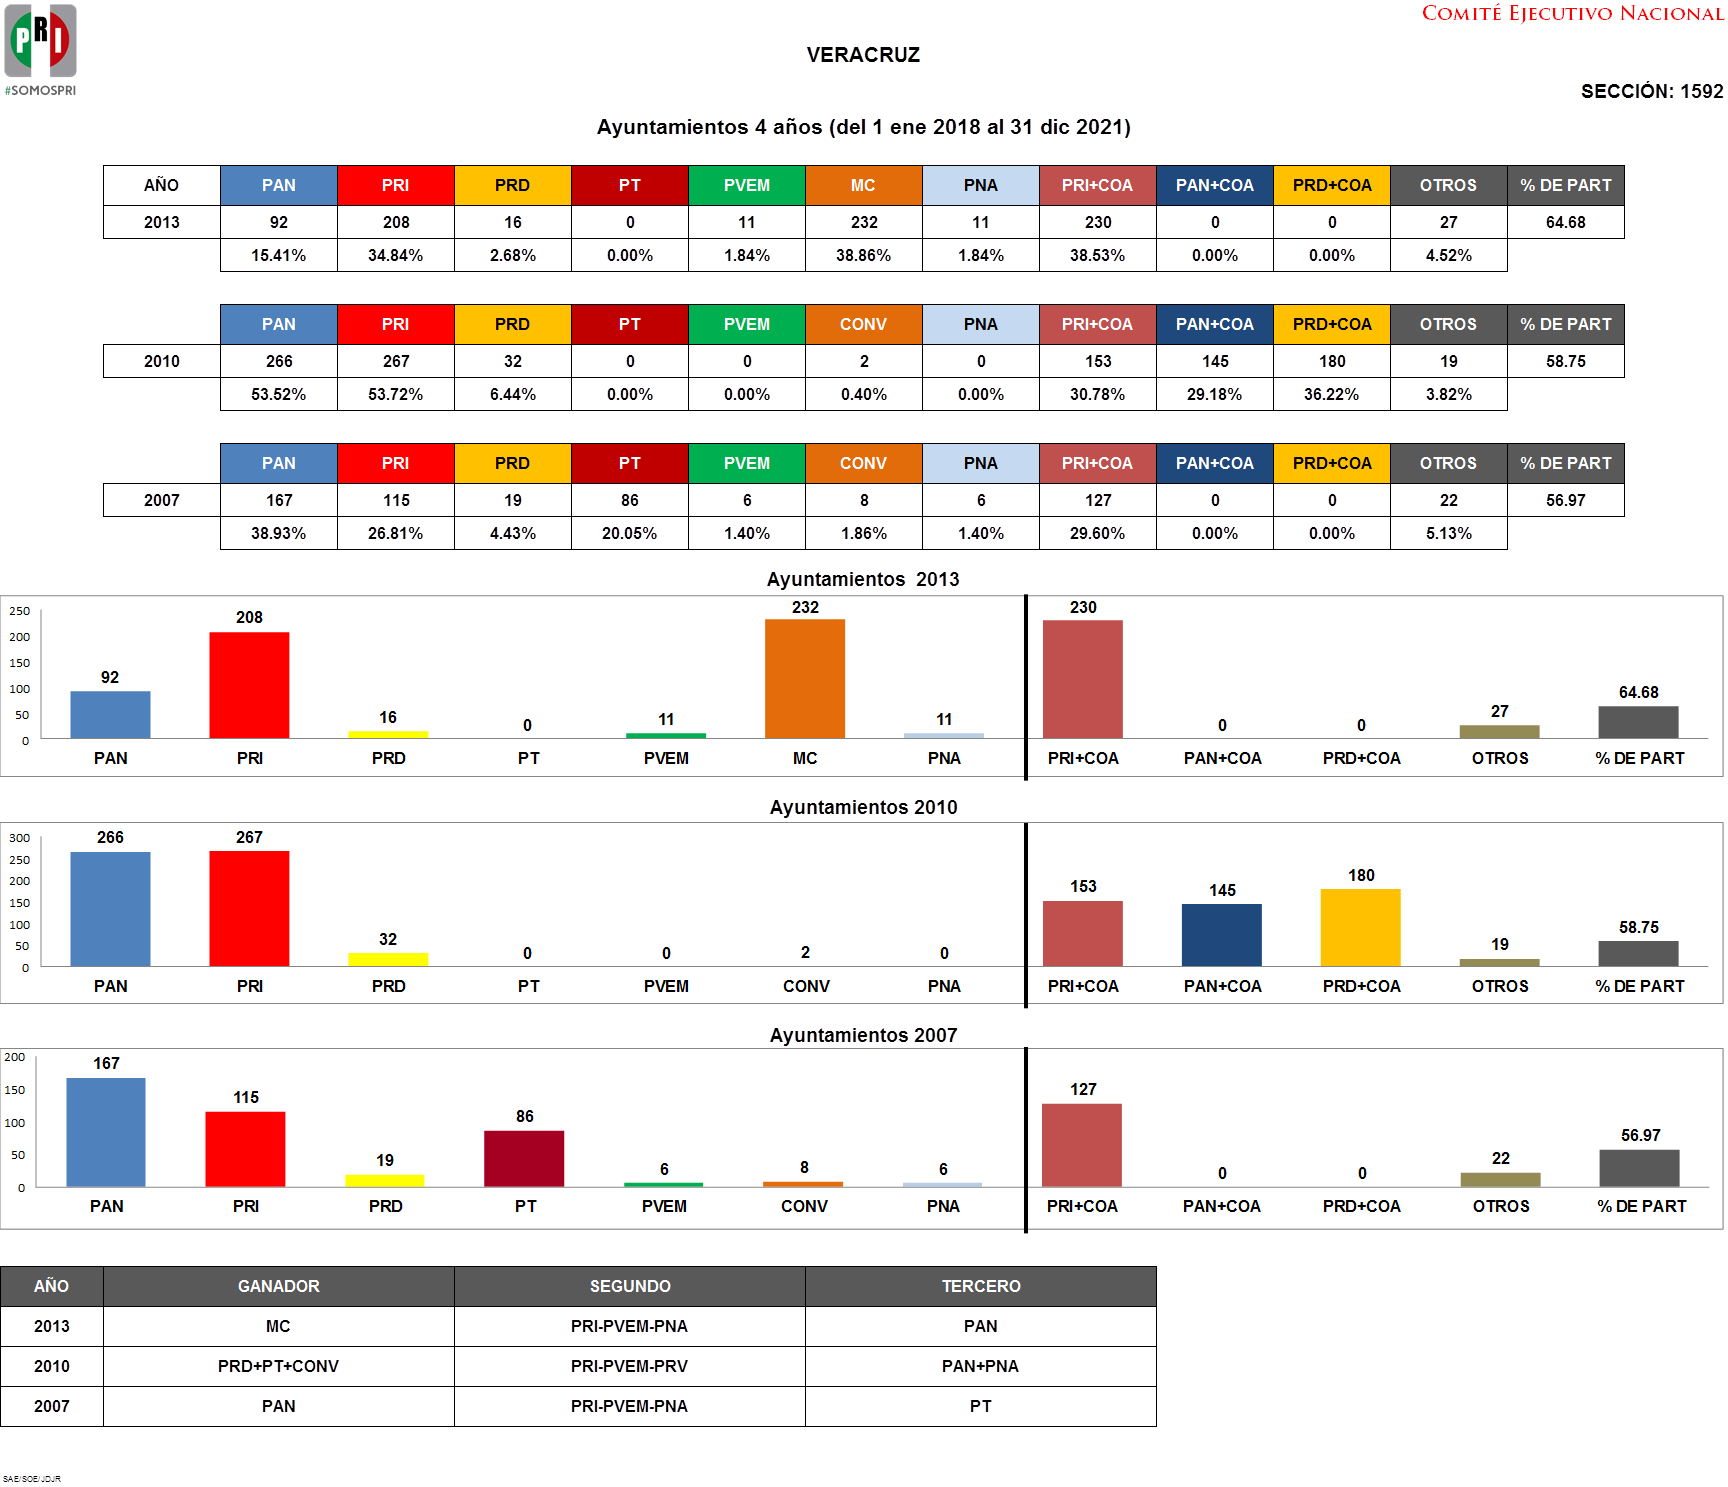 PRI
#SOMOSPRI
COMITÉ EJECUTIVO NACIONAL
VERACRUZ
SECCIÓN: 1592
Ayuntamientos 4 años (del 1 ene 2018 al 31 dic 2021)
AÑO PAN PRI PRD PT PVEM MC PNA PRI+COA PAN+COA PRD+COA OTROS % DE PART
2013 92 208 16 0 11 232 11 230 0 0 27 64.68
15.41% 34.84% 2.68% 0.00% 1.84% 38.86% 1.84% 38.53% 0.00% 0.00% 4.52%
PAN PRI PRD PT PVEM CONV PNA PRI+COA PAN+COA PRD+COA OTROS % DE PART
2010 266 267 32 0 0 2 0 153 145 180 19 58.75
53.52% 53.72% 6.44% 0.00% 0.00% 0.40% 0.00% 30.78% 29.18% 36.22% 3.82%
PAN PRI PRD PT PVEM CONV PNA PRI+COA PAN+COA PRD+COA OTROS % DE PART
2007 167 115 19 86 6 8 6 127 0 0 22 56.97
38.93% 26.81% 4.43% 20.05% 1.40% 1.86% 1.40% 29.60% 0.00% 0.00% 5.13%
Ayuntamientos 2013
250
200
150
100
50
0
92 208 16 0 11 232 11 230 0 0 27 64.68
PAN PRI PRD PT PVEM MC PNA PRI+COA PAN+COA PRD+COA OTROS % DE PART
Ayuntamientos 2010
300
250
200
150
100
50
0
266 267 32 0 0 2 0 153 145 180 19 58.75
PAN PRI PRD PT PVEM CONV PNA PRI+COA PAN+COA PRD+COA OTROS % DE PART
Ayuntamientos 2007
200
150
100
50
0
167 115 19 86 6 8 6 127 0 0 22 56.97
PAN PRI PRD PT PVEM CONV PNA PRI+COA PAN+COA PRD+COA OTROS % DE PART
AÑO GANADOR SEGUNDO TERCERO
2013 MC PRI-PVEM-PNA PAN
2010 PRD+PT+CONV PRI-PVEM-PRV PAN+PNA
2007 PAN PRI-PVEM-PNA PT
SAE/SOE/JDJR